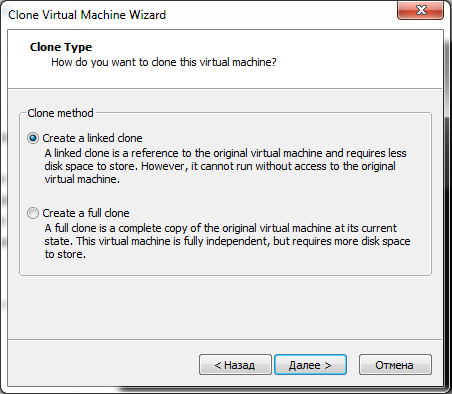 Clone Virtual Machine Wizard
Clone Type
How do you want to clone this virtual machine?
Clone method
Create a linked clone
A linked clone is a reference to the original virtual machine and requires less
disk space to store. However, it cannot run without access to the original
virtual machine.
Create a full clone
A full clone is a complete copy of the original virtual machine at its current
state. This virtual machine is fully independent, but requires more disk space
to store.
< Назад
Далее >
Отмена